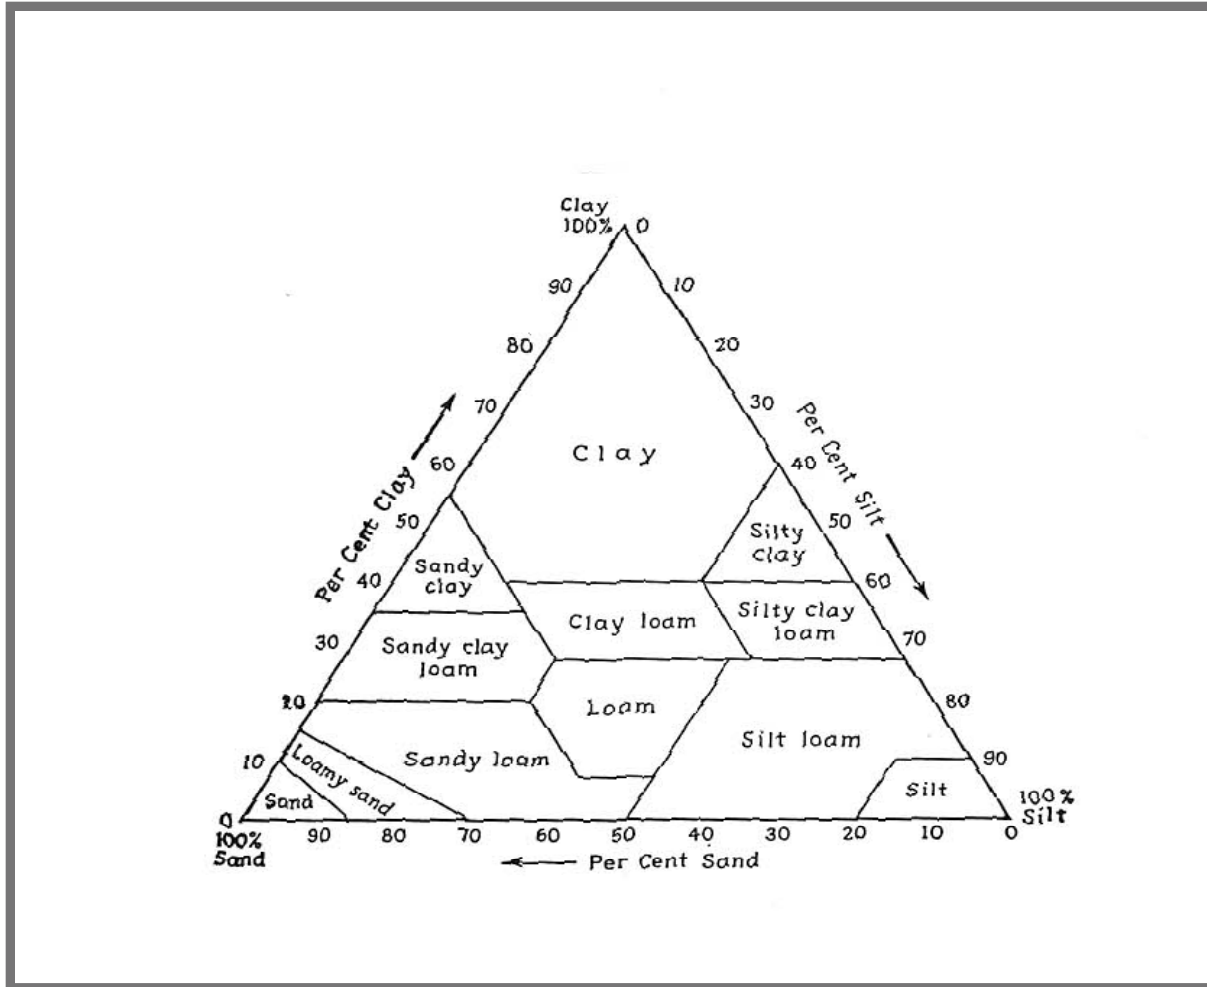 Clay
100% 0
90 10
80 20
70 30
Clay
60 40
Per Cent Clay
Per Cent Silt
50 50
Silty
clay
Sandy
clay
40 60
Clay loam
Silty clay
loam
30 70
Sandy clay
loam
20 80
Loam
Silt loam
Sandy loam
10 90
Loamy sand
Sand
Silt
0 100%
Silt
100%
Sand
90 80 70 60 50 40 30 20 10 0
Per Cent Sand